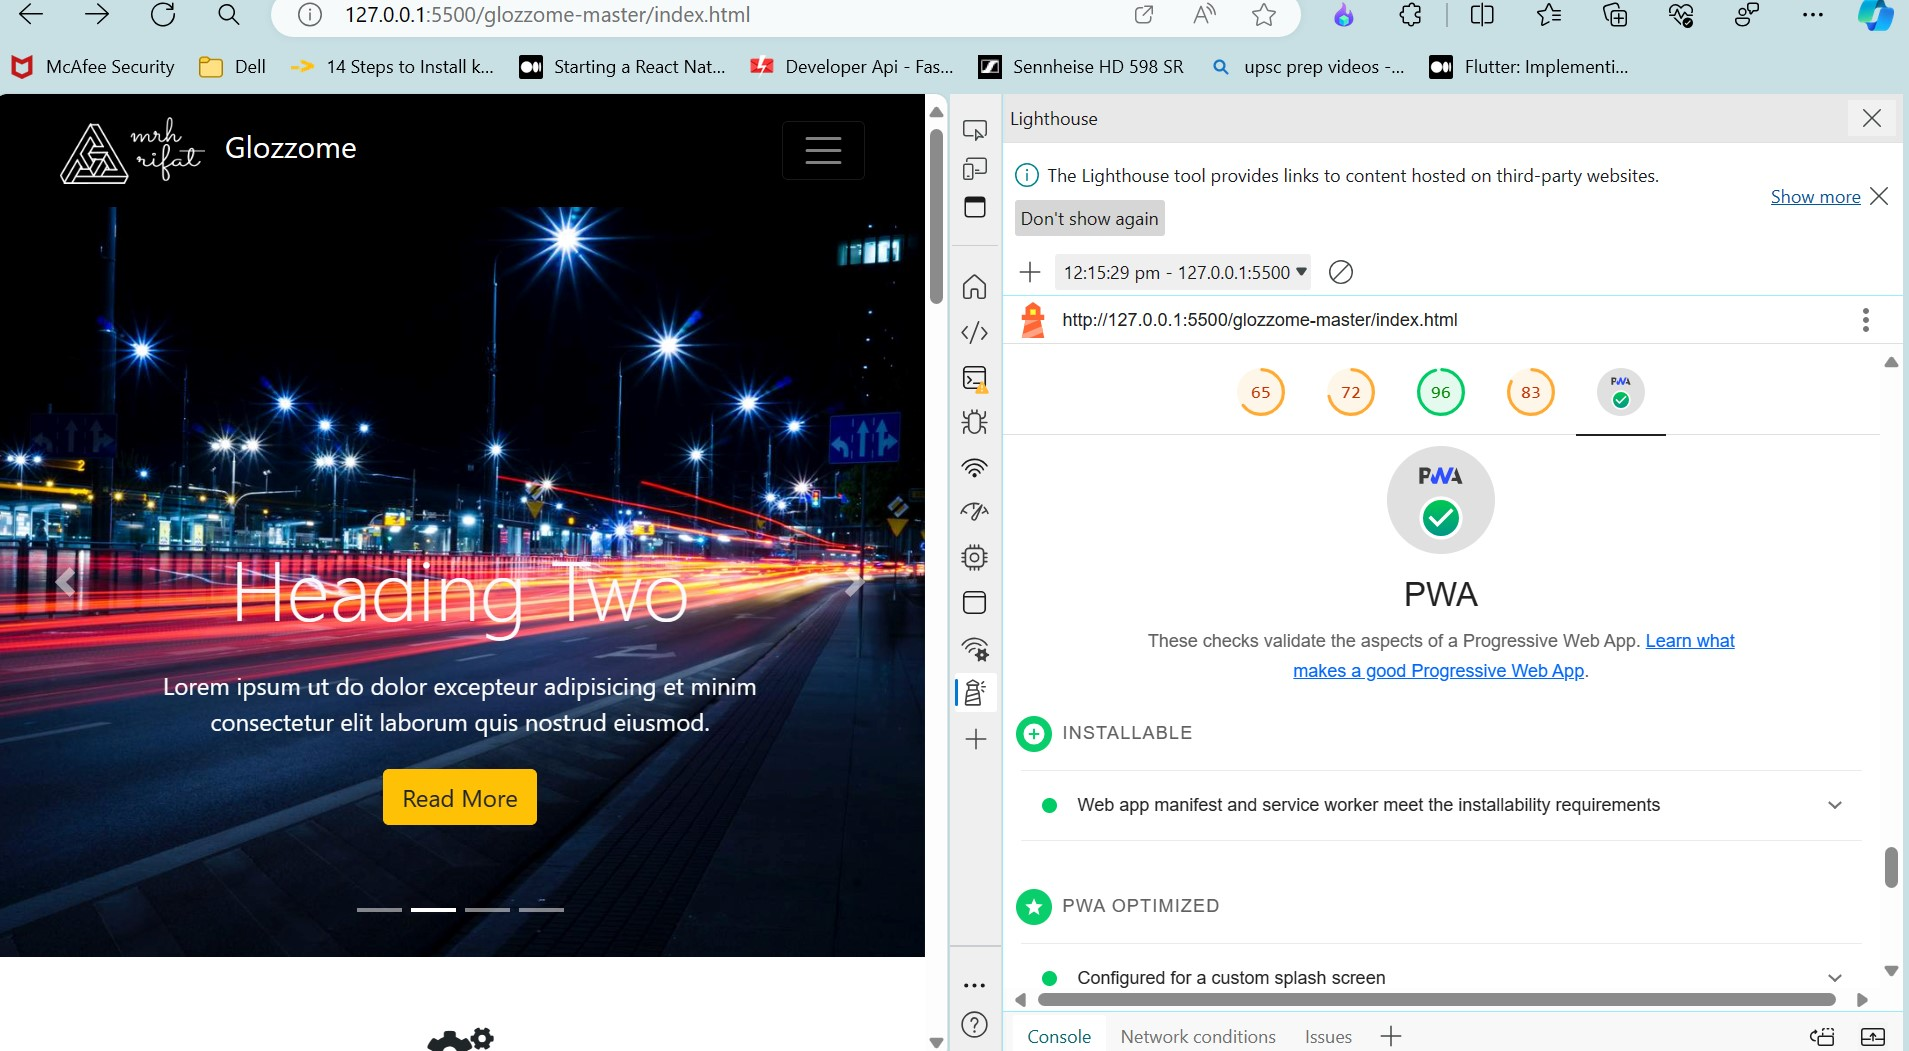 127.0.0.1:5500/glozzome-master/index.html
McAfee Security
Dell
14 Steps to Install k...
Starting a React Nat...
Developer Api - Fas...
Sennheise HD 598 SR
upsc prep videos -...
Flutter: Implementi...
mrh
rifat
Glozzome
Heading Two
Lorem ipsum ut do dolor excepteur adipisicing et minim
consectetur elit laborum quis nostrud eiusmod.
Read More
Lighthouse
The Lighthouse tool provides links to content hosted on third-party websites.
Show more
Don't show again
12:15:29 pm - 127.0.0.1:5500
http://127.0.0.1:5500/glozzome-master/index.html
65
72
96
83
PWA
PWA
PWA
These checks validate the aspects of a Progressive Web App. Learn what
makes a good Progressive Web App.
INSTALLABLE
Web app manifest and service worker meet the installability requirements
PWA OPTIMIZED
Configured for a custom splash screen
Console
Network conditions
Issues